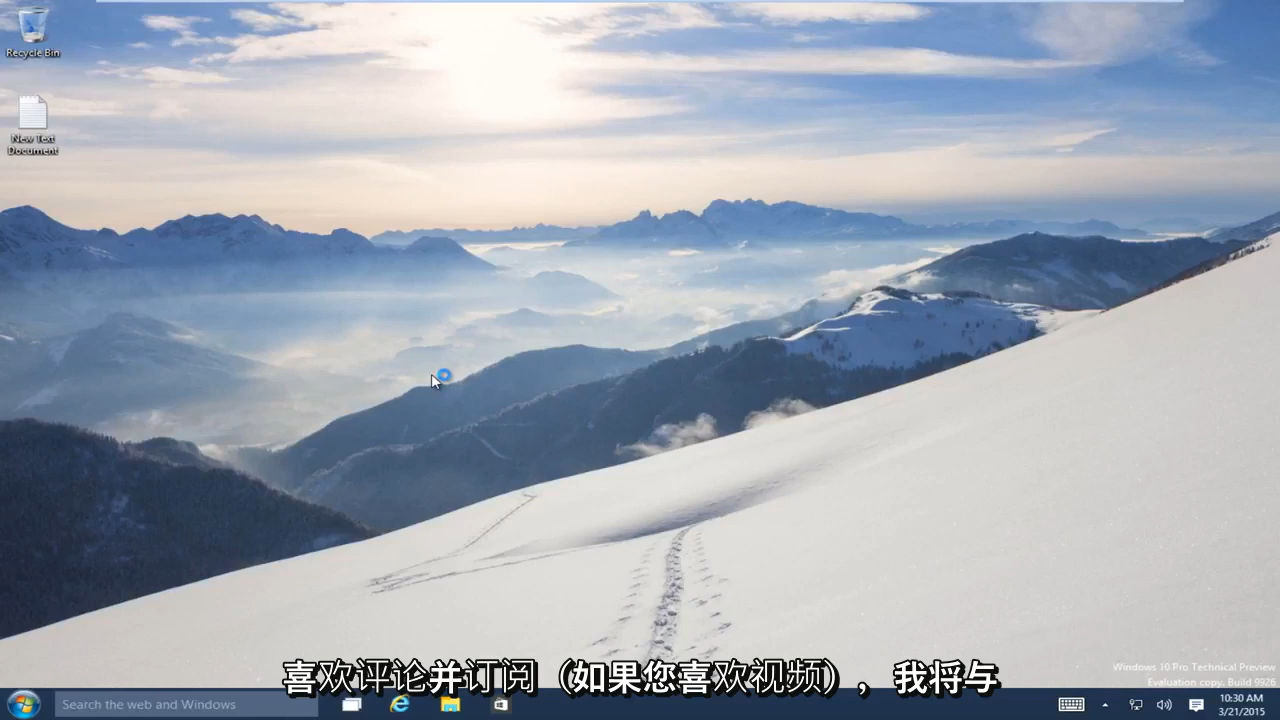 Recycle Bin
New Text
Document
喜欢评论并订阅（如果您喜欢视频），我将与
Windows 10 Pro Technical Preview
Evaluation copy. Build 9926
Search the web and Windows
10:30 AM
3/21/2015